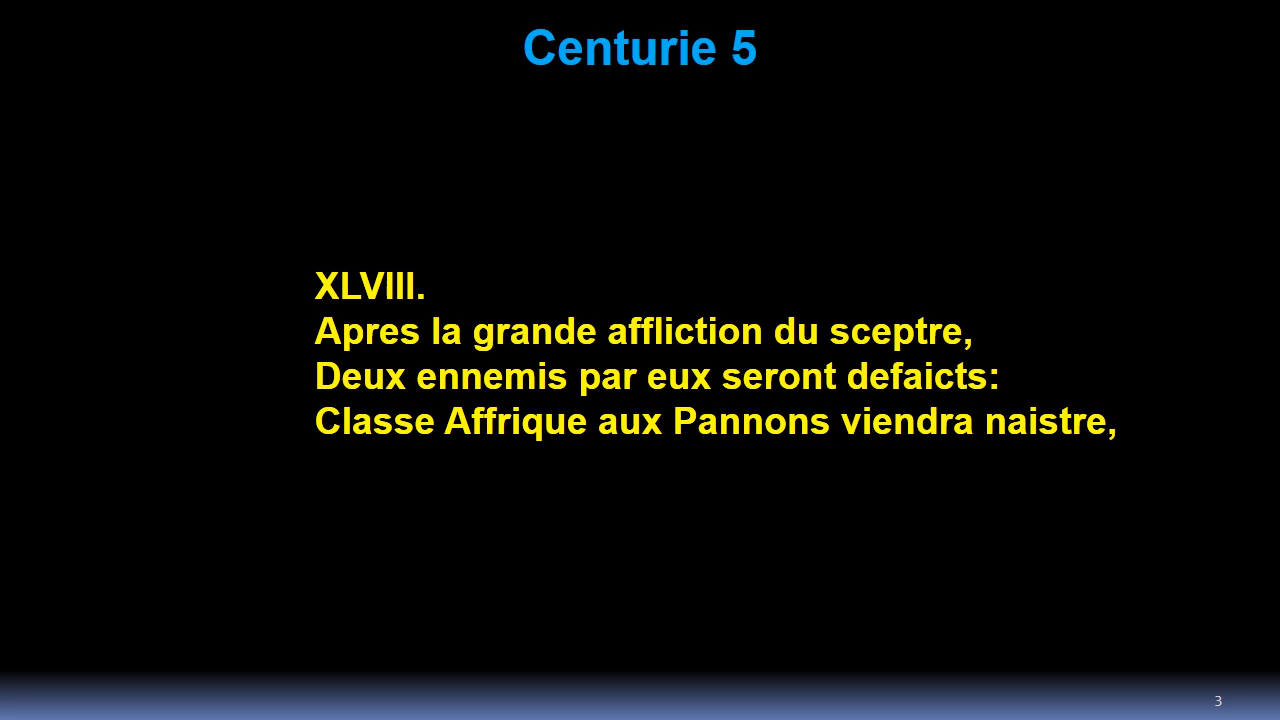 Centurie 5
XLVIII.
Apres la grande affliction du sceptre,
Deux ennemis par eux seront defaicts:
Classe Affrique aux Pannons viendra naistre,
3